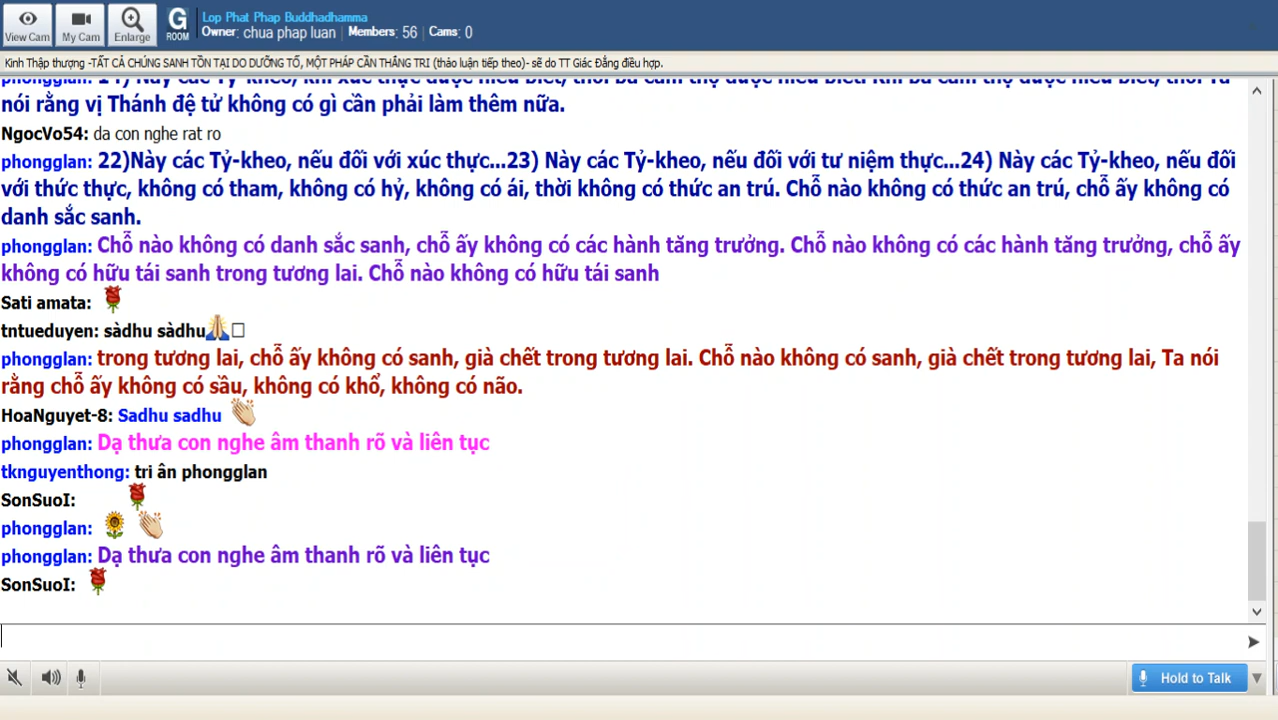 View Cam
My Cam
Enlarge
G
ROOM
Lop Phat Phap Buddhadhamma
Owner: chua phap luan | Members: 56 | Cams: 0
Kinh Thập thượng -TẤT CẢ CHÚNG SANH TỒN TẠI DO DƯỠNG TỐ, MỘT PHÁP CẦN THẮNG TRI (thảo luận tiếp theo)- sẽ do TT Giác Đẳng điều hợp.
nói rằng vị Thánh đệ tử không có gì cần phải làm thêm nữa.
NgocVo54: da con nghe rat ro
phongglan: 22)Này các Tỷ-kheo, nếu đối với xúc thực...23) Này các Tỷ-kheo, nếu đối với tư niệm thực...24) Này các Tỷ-kheo, nếu đối
với thức thực, không có tham, không có hỷ, không có ái, thời không có thức an trú. Chỗ nào không có thức an trú, chỗ ấy không có
danh sắc sanh.
phongglan: Chỗ nào không có danh sắc sanh, chỗ ấy không có các hành tăng trưởng. Chỗ nào không có các hành tăng trưởng, chỗ ấy
không có hữu tái sanh trong tương lai. Chỗ nào không có hữu tái sanh
Sati amata:
tntueduyen: sàdhu sàdhu
phongglan: trong tương lai, chỗ ấy không có sanh, già chết trong tương lai. Chỗ nào không có sanh, già chết trong tương lai, Ta nói
rằng chỗ ấy không có sầu, không có khổ, không có não.
HoaNguyet-8: Sadhu sadhu
phongglan: Dạ thưa con nghe âm thanh rõ và liên tục
tknguyenthong: tri ân phongglan
SonSuoI:
phongglan:
phongglan: Dạ thưa con nghe âm thanh rõ và liên tục
SonSuoI:
Hold to Talk